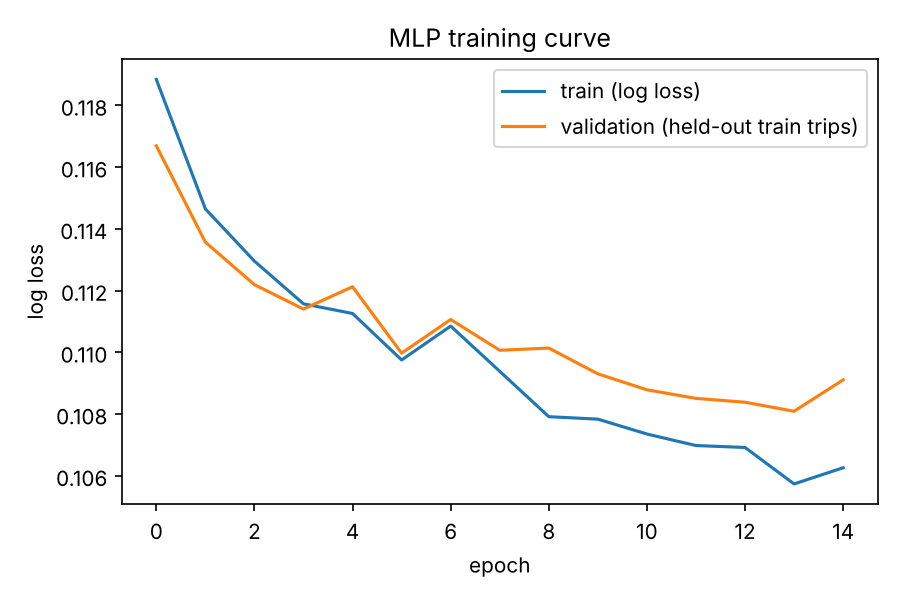 MLP training curve
train (log loss)
validation (held-out train trips)
log loss
0.118
0.116
0.114
0.112
0.110
0.108
0.106
0 2 4 6 8 10 12 14
epoch